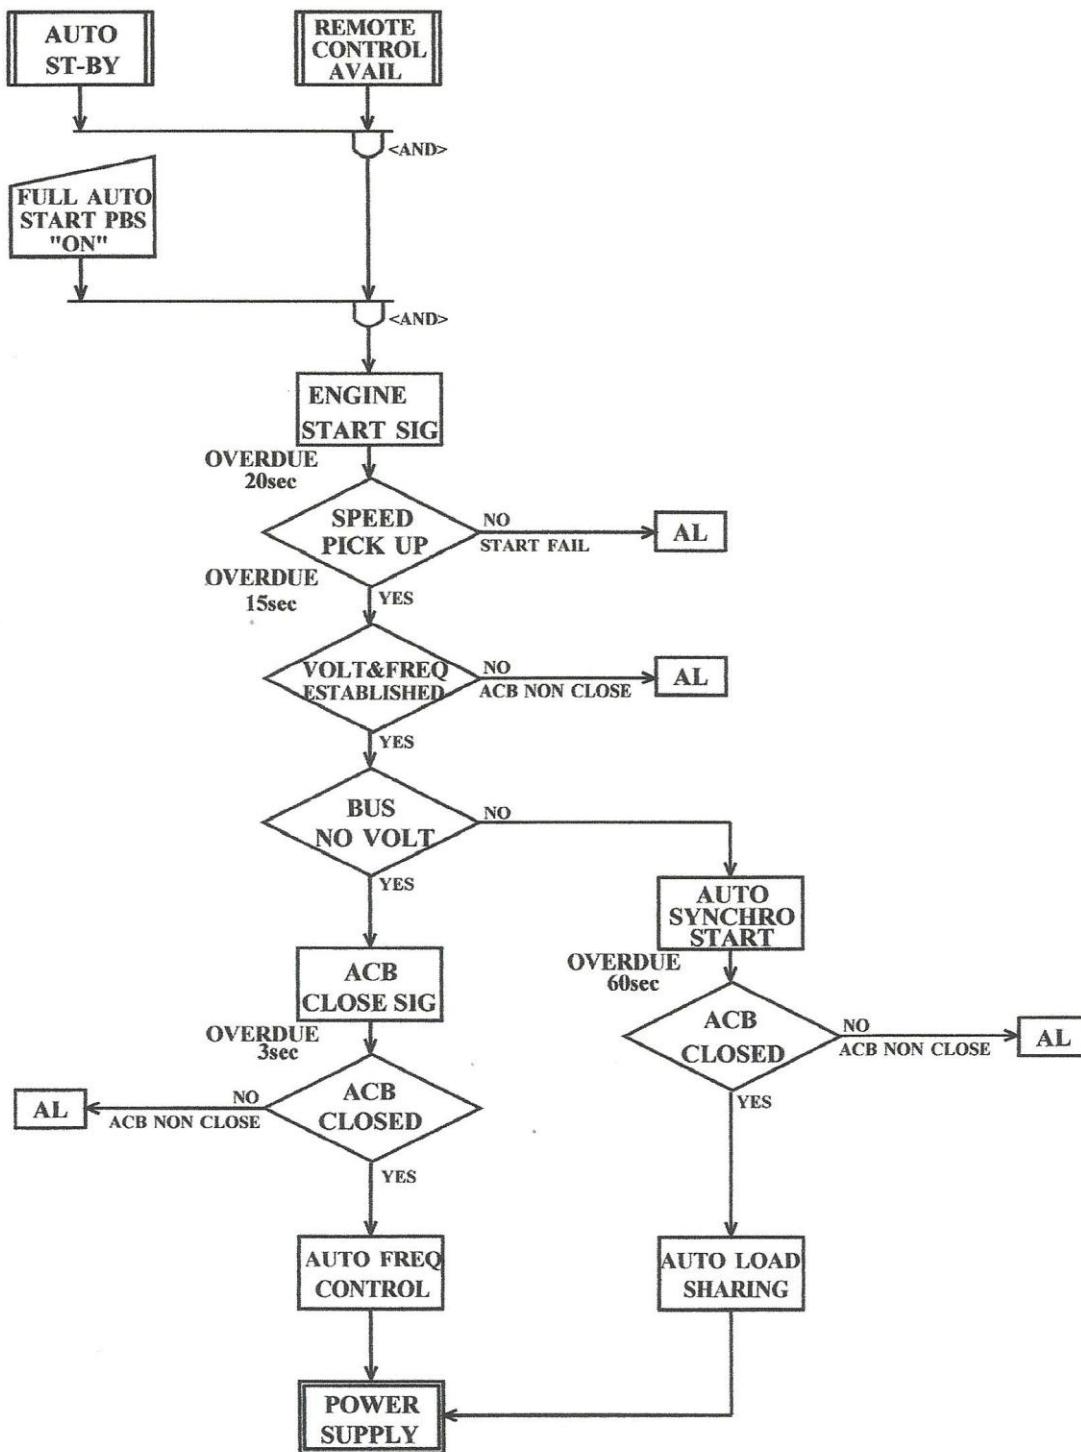 AUTO
ST-BY
REMOTE
CONTROL
AVAIL
<AND>
FULL AUTO
START PBS
"ON"
<AND>
ENGINE
START SIG
OVERDUE
20sec
SPEED
PICK UP
NO
START FAIL
AL
OVERDUE
15sec
YES
VOLT&FREQ
ESTABLISHED
NO
ACB NON CLOSE
AL
YES
BUS
NO VOLT
NO
YES
AUTO
SYNCHRO
START
ACB
CLOSE SIG
OVERDUE
60sec
ACB
CLOSED
NO
ACB NON CLOSE
AL
OVERDUE
3sec
ACB
CLOSED
NO
ACB NON CLOSE
AL
YES
YES
AUTO FREQ
CONTROL
AUTO LOAD
SHARING
POWER
SUPPLY